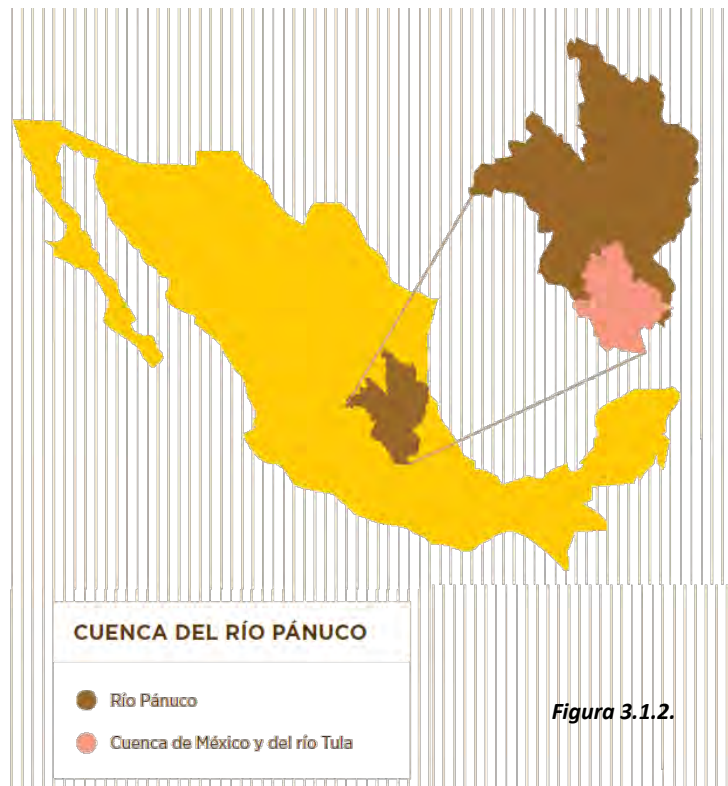 CUENCA DEL RÍO PÁNUCO
Río Pánuco
Cuenca de México y del río Tula
Figura 3.1.2.